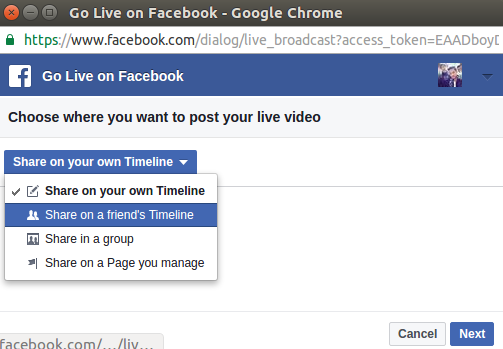 Go Live on Facebook - Google Chrome
https://www.facebook.com/dialog/live_broadcast?access_token=EAADboyD
f Go Live on Facebook
Choose where you want to post your live video
Share on your own Timeline
Share on your own Timeline
Share on a friend's Timeline
Share in a group
Share on a Page you manage
Cancel Next
facebook.com/.../liv...